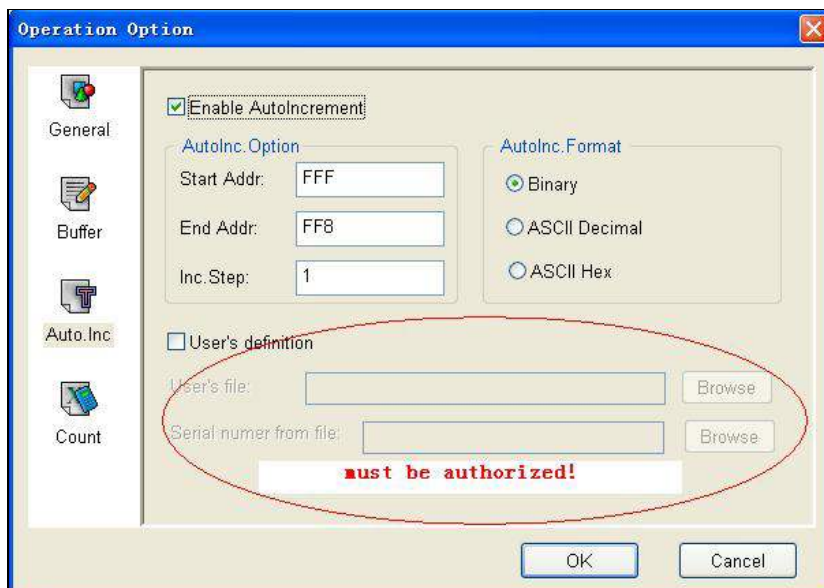 Operation Option
General
Buffer
Auto.Inc
Count
Enable AutoIncrement
AutoInc.Option
Start Addr: FFF
End Addr: FF8
Inc.Step: 1
AutoInc.Format
Binary
ASCII Decimal
ASCII Hex
User's definition
User's file: Browse
Serial numer from file: Browse
must be authorized!
OK Cancel